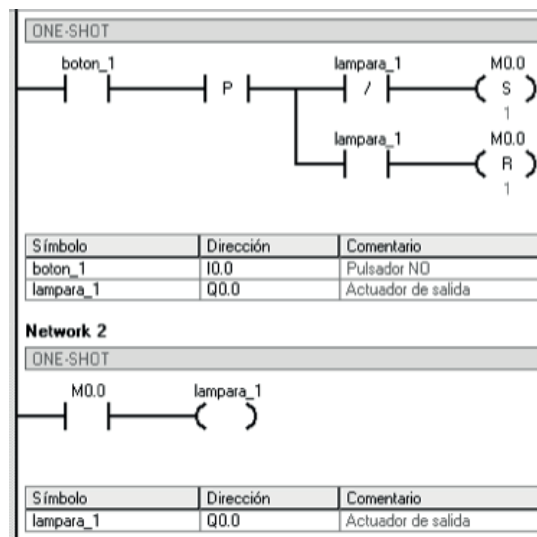 ONE-SHOT
boton_1 lampara_1 M0.0
P / S
1
lampara_1 M0.0
R
1
Símbolo Dirección Comentario
boton_1 I0.0 Pulsador NO
lampara_1 Q0.0 Actuador de salida
Network 2
ONE-SHOT
M0.0 lampara_1
Símbolo Dirección Comentario
lampara_1 Q0.0 Actuador de salida